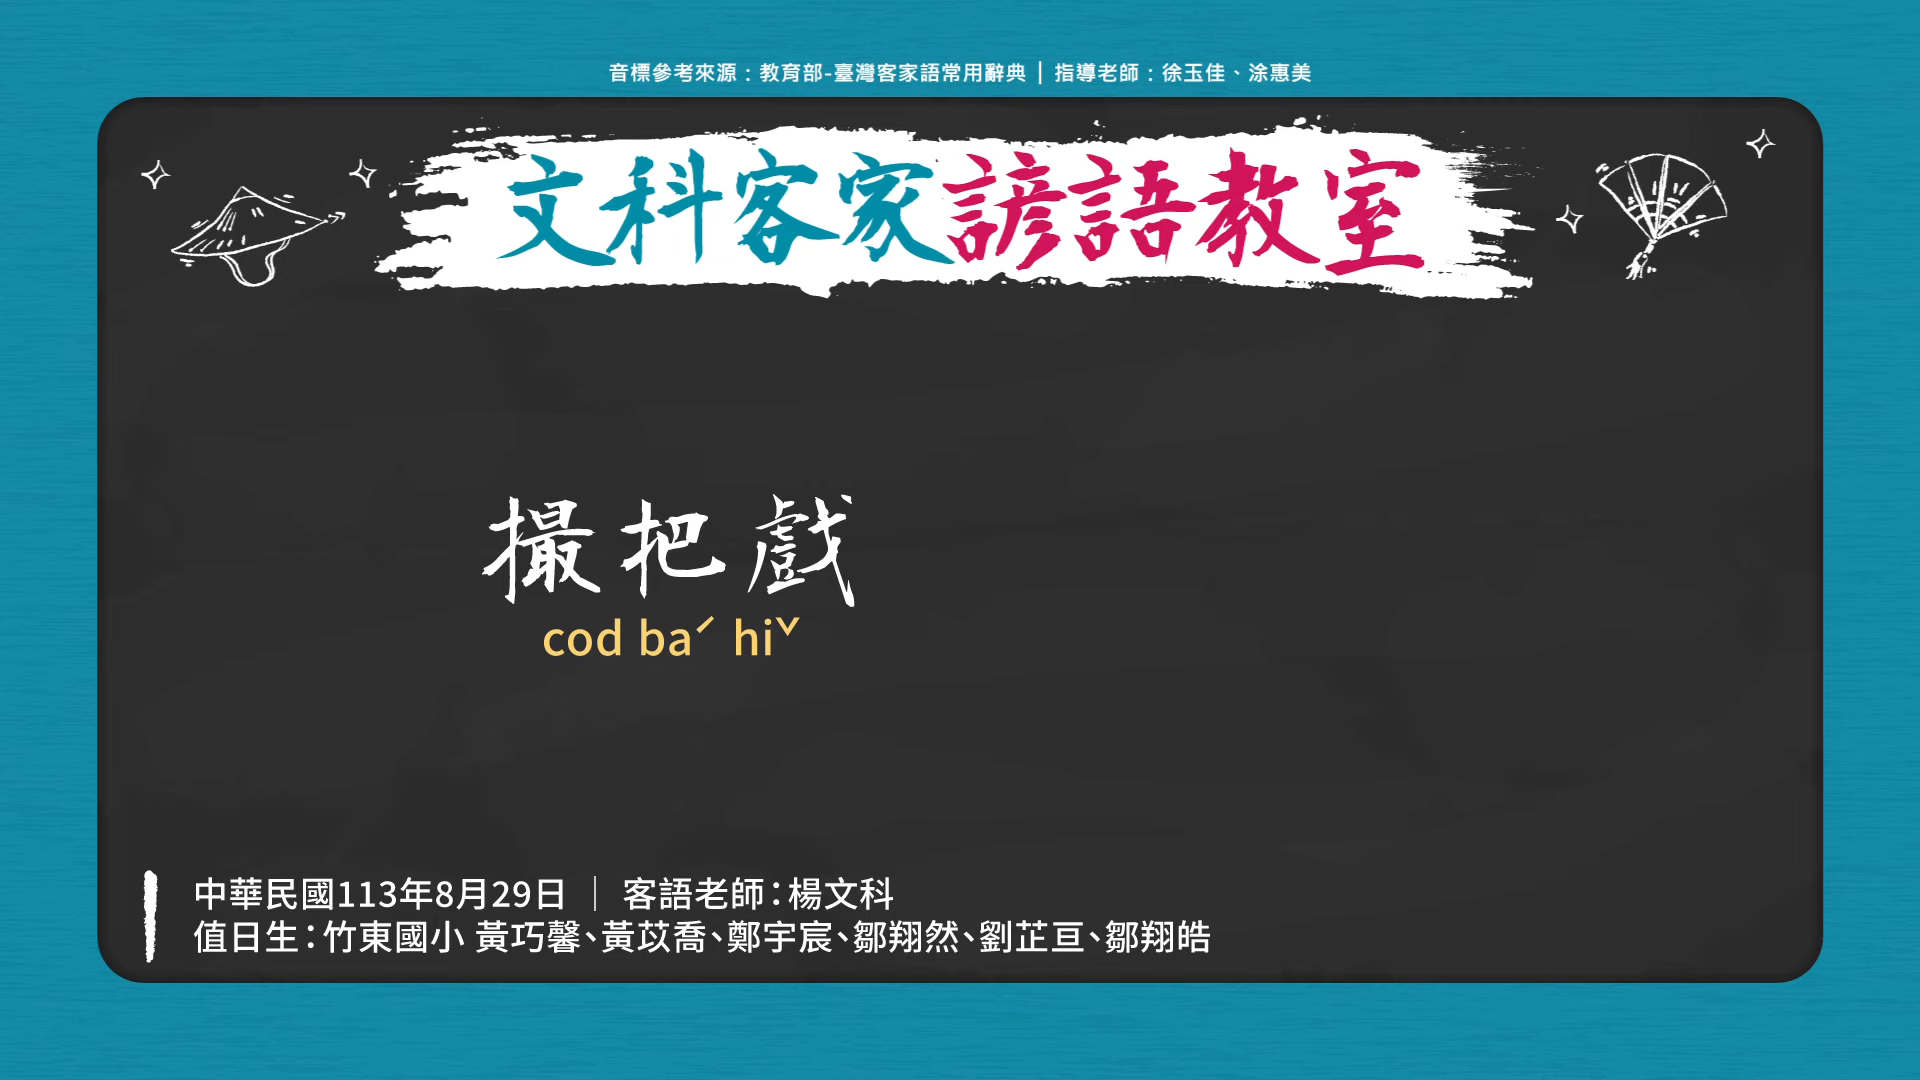 音標參考來源：教育部-臺灣客家語常用辭典｜指導老師：徐玉佳、涂惠美
文科客家諺語教室
撮把戲
cod baˊ hiˇ
中華民國113年8月29日｜客語老師：楊文科
值日生：竹東國小 黃巧馨、黃苡喬、鄭宇宸、鄒翔然、劉芷亘、鄒翔皓